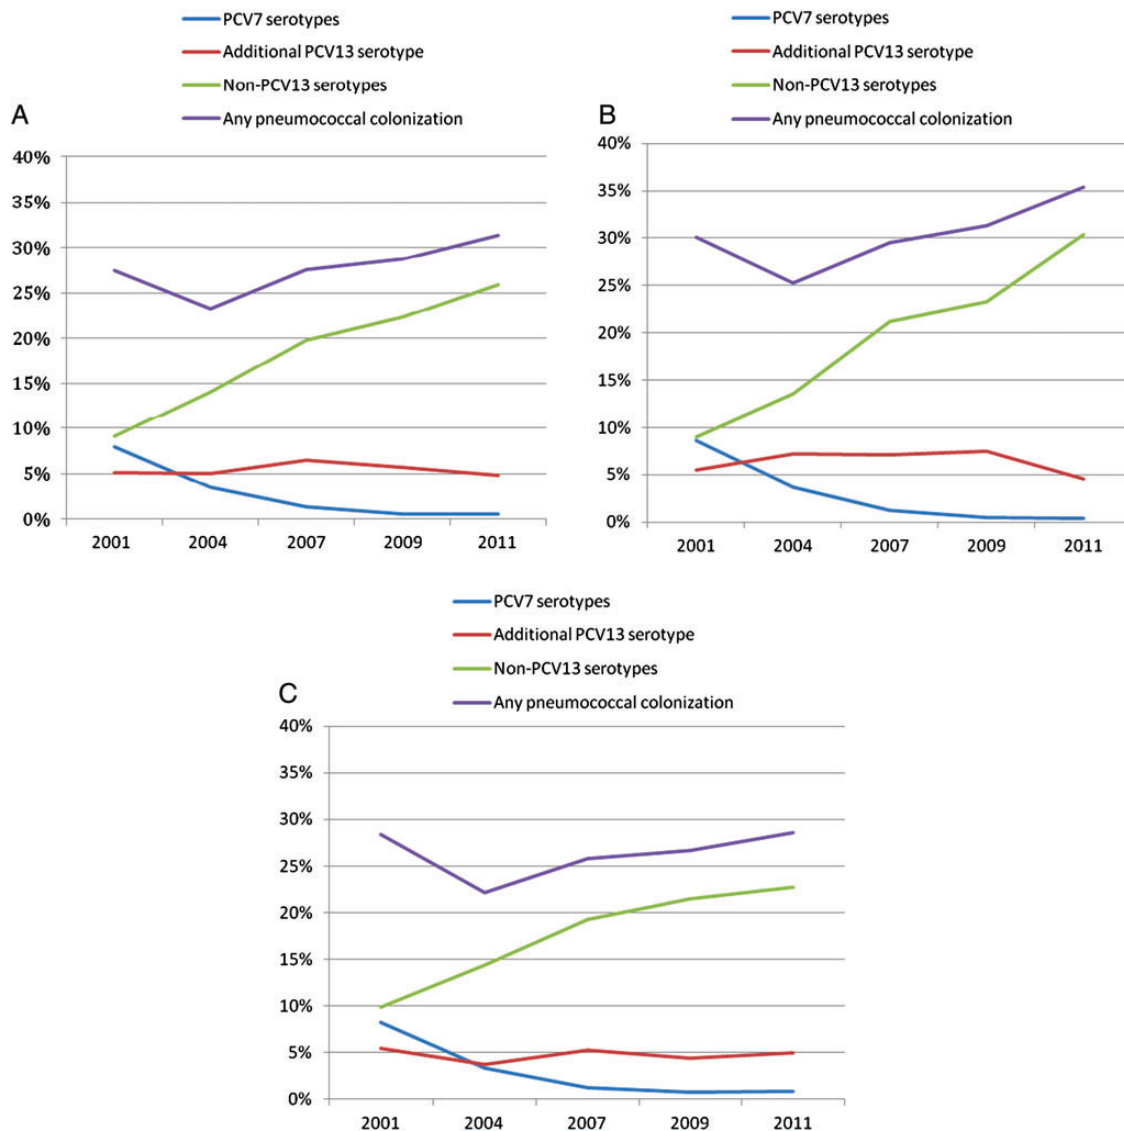 PCV7 serotypes
Additional PCV13 serotype
Non-PCV13 serotypes
Any pneumococcal colonization
A
40%
35%
30%
25%
20%
15%
10%
5%
0%
2001 2004 2007 2009 2011
PCV7 serotypes
Additional PCV13 serotype
Non-PCV13 serotypes
Any pneumococcal colonization
B
40%
35%
30%
25%
20%
15%
10%
5%
0%
2001 2004 2007 2009 2011
PCV7 serotypes
Additional PCV13 serotype
Non-PCV13 serotypes
Any pneumococcal colonization
C
40%
35%
30%
25%
20%
15%
10%
5%
0%
2001 2004 2007 2009 2011